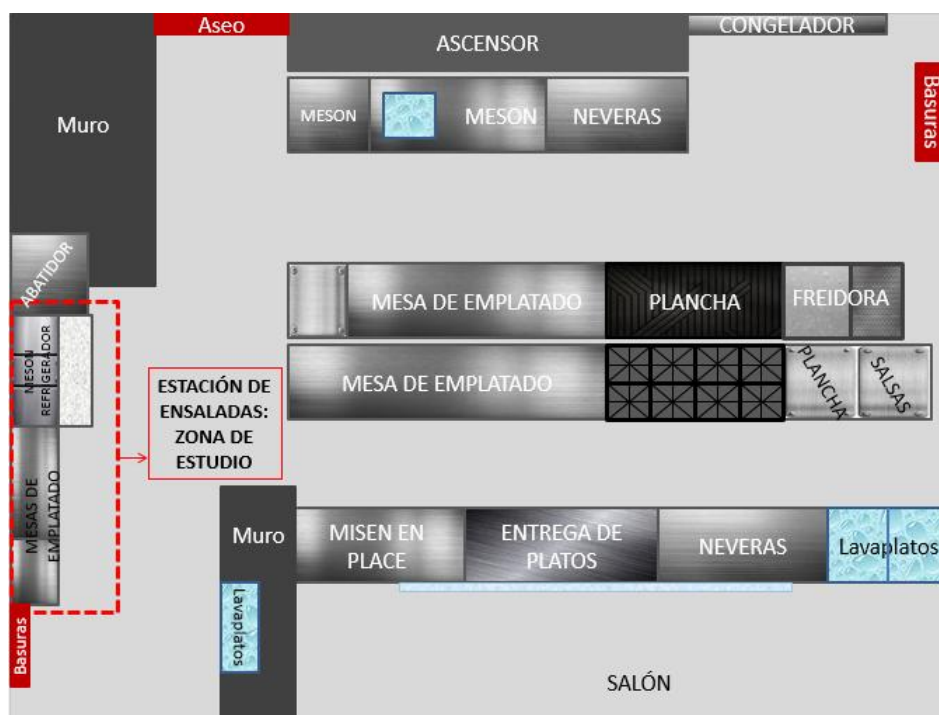 Aseo
CONGELADOR
ASCENSOR
Basuras
Muro
MESON
MESON
NEVERAS
ABATIDOR
MESA DE EMPLATADO
PLANCHA
FREIDORA
MESON
REFRIGERADOR
MESA DE EMPLATADO
PLANCHA
SALSAS
ESTACIÓN DE
ENSALADAS:
ZONA DE
ESTUDIO
MESAS DE
EMPLATADO
Muro
MISEN EN
PLACE
ENTREGA DE
PLATOS
NEVERAS
Lavaplatos
Lavaplatos
Basuras
SALÓN